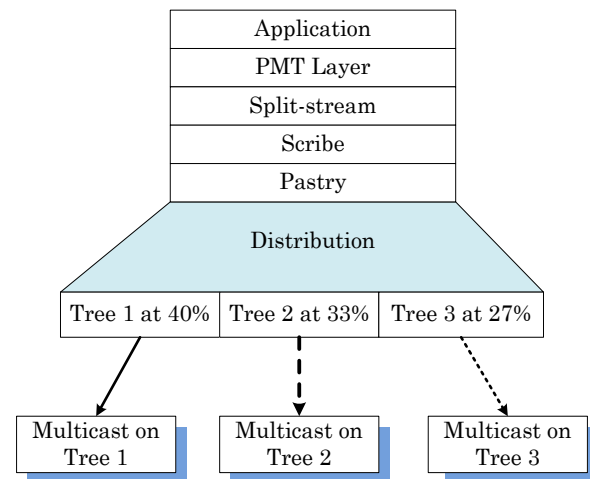 Application
PMT Layer
Split-stream
Scribe
Pastry
Distribution
Tree 1 at 40% Tree 2 at 33% Tree 3 at 27%
Multicast on Multicast on Multicast on
Tree 1 Tree 2 Tree 3